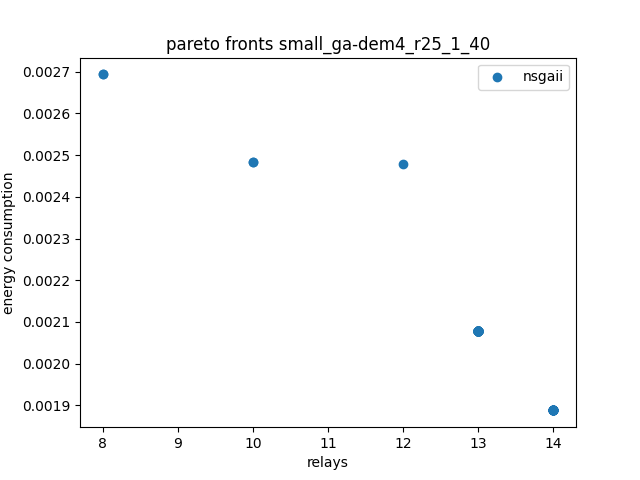 pareto fronts small_ga-dem4_r25_1_40
nsgaii
0.0027
0.0026
0.0025
0.0024
0.0023
0.0022
0.0021
0.0020
0.0019
energy consumption
8 9 10 11 12 13 14
relays